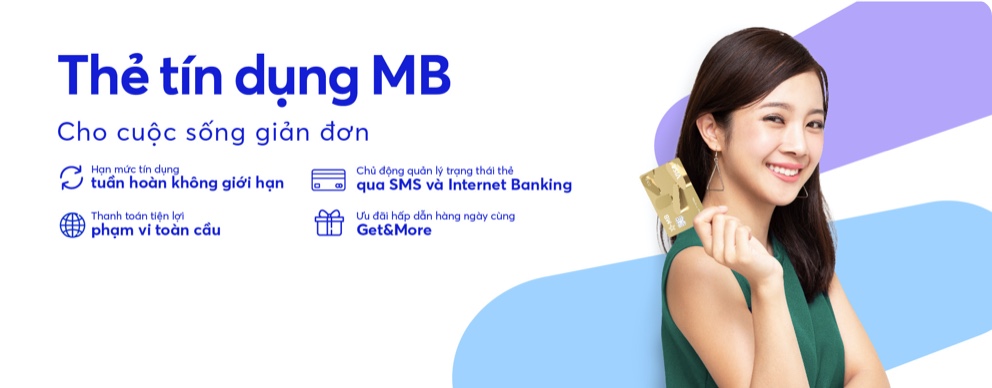 Thẻ tín dụng MB
Cho cuộc sống giản đơn
Hạn mức tín dụng
tuần hoàn không giới hạn
Chủ động quản lý trạng thái thẻ
qua SMS và Internet Banking
Thanh toán tiện lợi
phạm vi toàn cầu
Ưu đãi hấp dẫn hàng ngày cùng
Get&More